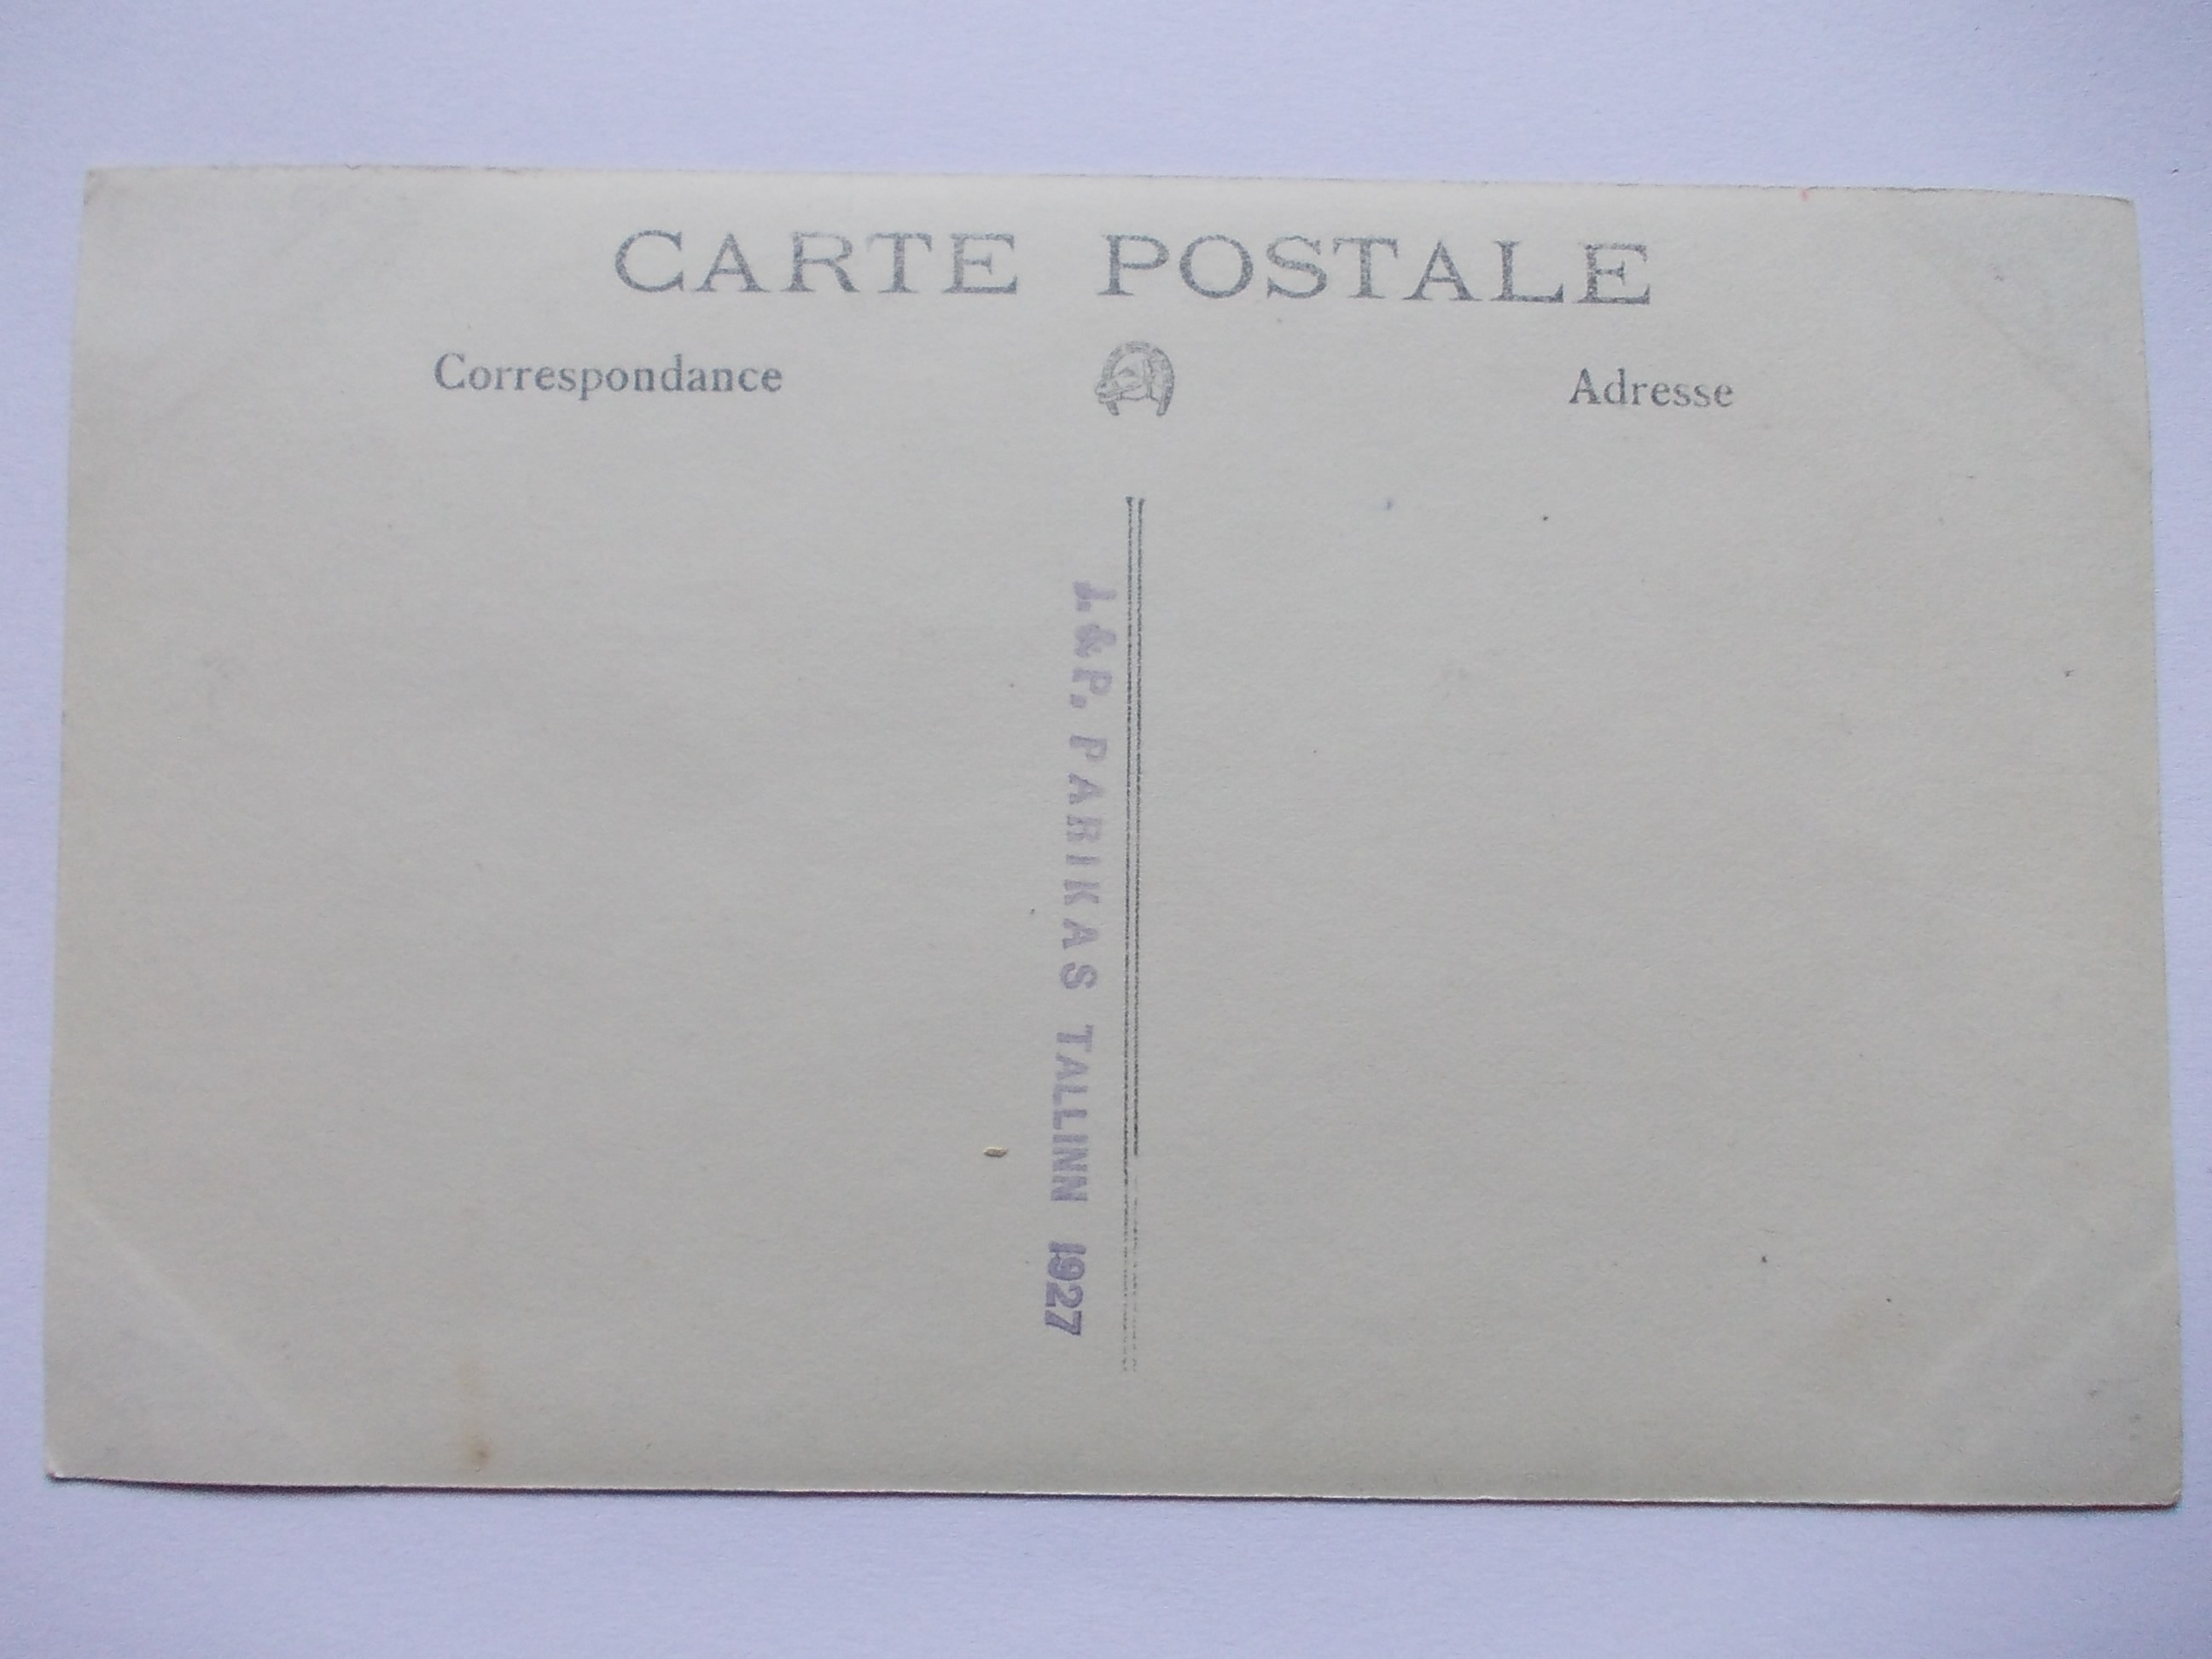 CARTE POSTALE
Correspondance
Adresse
J. & P. PARIKAS TALLINN 1927